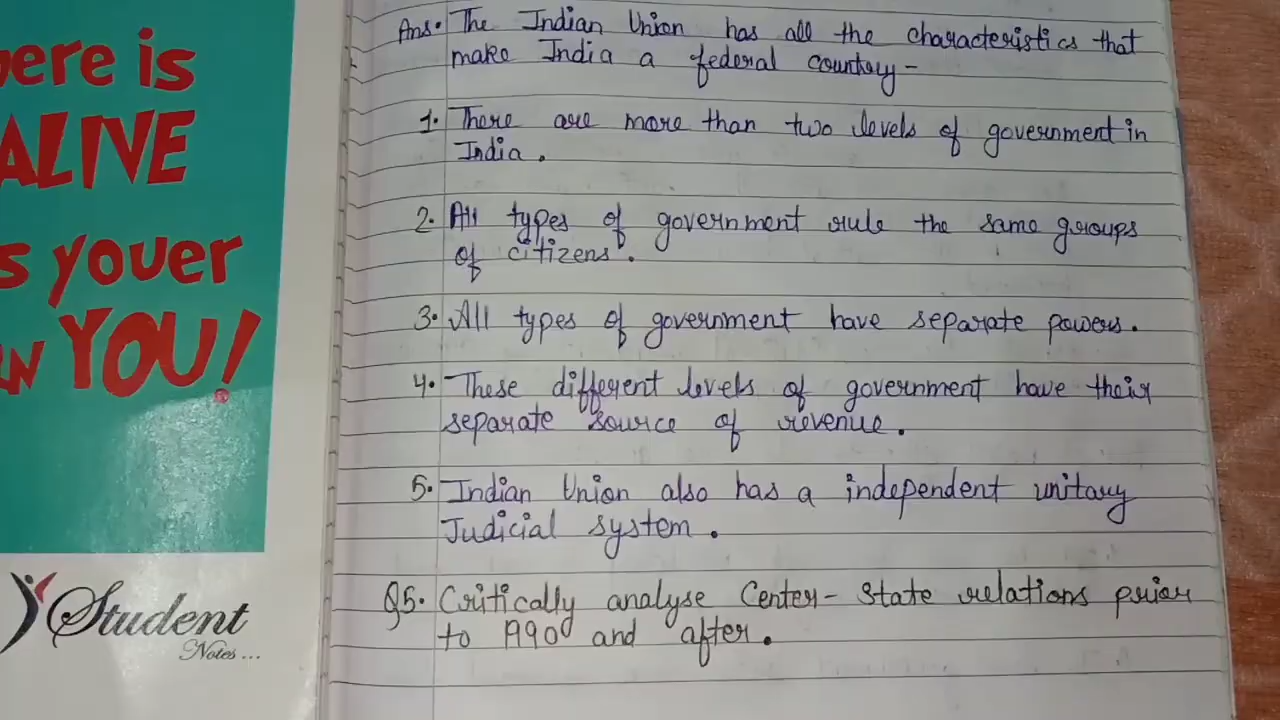 ere is
ALIVE
s youer
N YOU!
Student
Notes...
Ans. The Indian Union has all the characteristics that
make India a federal country -
1. There are more than two levels of government in
India.
2. All types of government rule the same groups
of citizens.
3. All types of government have separate powers.
4. These different levels of government have their
separate source of revenue.
5. Indian Union also has a independent unitary
Judicial system.
Q5. Critically analyse Center - State relations prior
to 1990 and after.